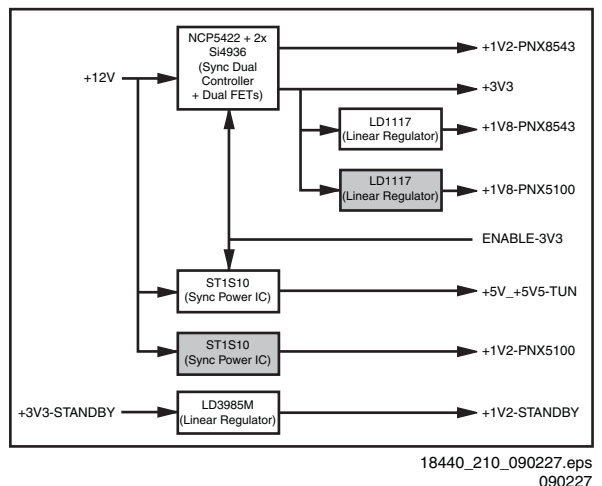 NCP5422 + 2x
Si4936
(Sync Dual
Controller
+ Dual FETs)
+12V
+1V2-PNX8543
+3V3
LD1117
(Linear Regulator)
+1V8-PNX8543
LD1117
(Linear Regulator)
+1V8-PNX5100
ENABLE-3V3
ST1S10
(Sync Power IC)
+5V_+5V5-TUN
ST1S10
(Sync Power IC)
+1V2-PNX5100
+3V3-STANDBY
LD3985M
(Linear Regulator)
+1V2-STANDBY
18440_210_090227.eps
090227